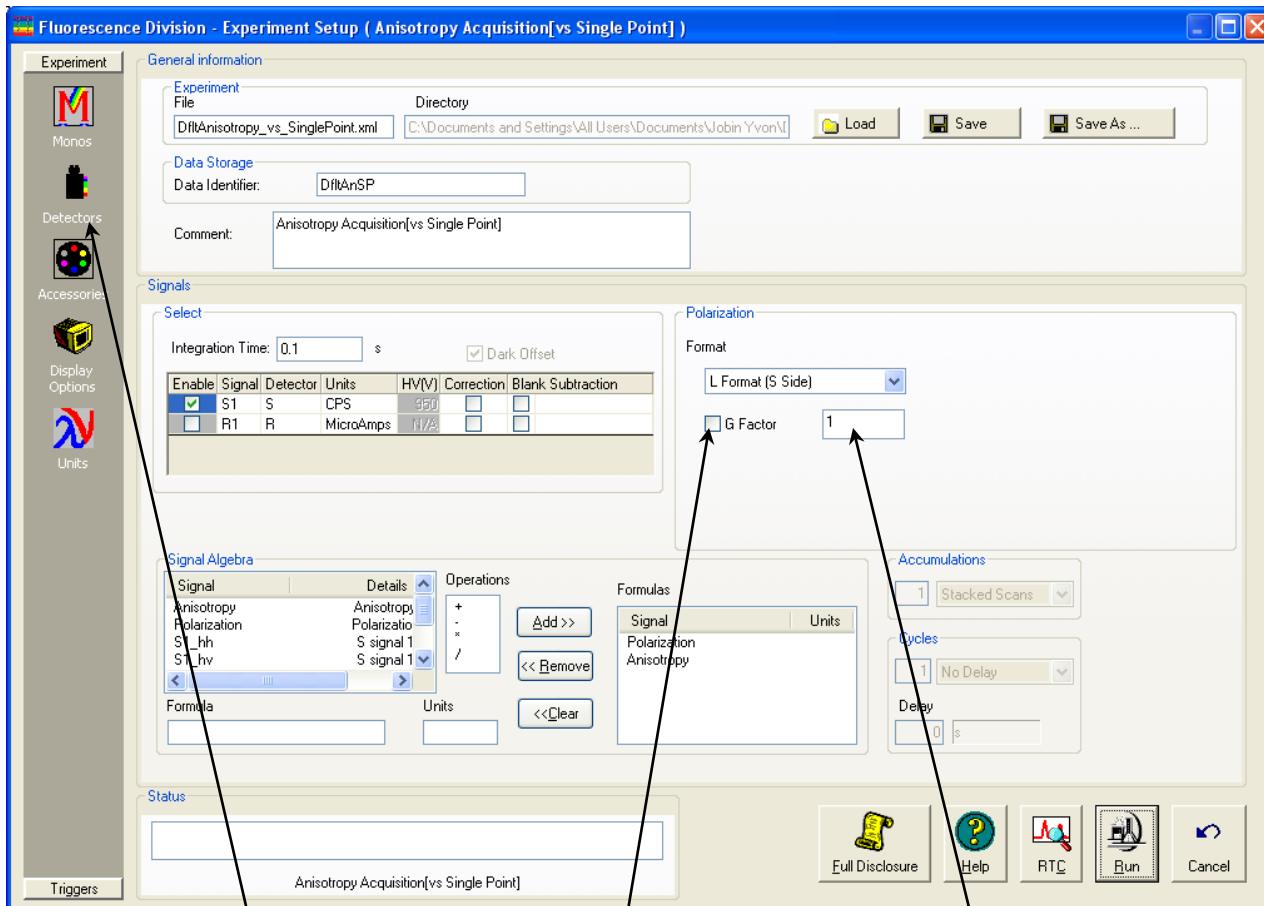 Fluorescence Division - Experiment Setup ( Anisotropy Acquisition[vs Single Point] )
Experiment
Monos
Detectors
Accessories
Display
Options
Units
Triggers
General information
Experiment
File
Directory
DfltAnisotropy_vs_SinglePoint.xml
C:\Documents and Settings\All Users\Documents\Jobin Yvon\
Load
Save
Save As ...
Data Storage
Data Identifier:
DfltAnSP
Comment:
Anisotropy Acquisition[vs Single Point]
Signals
Select
Integration Time:
0.1
s
Dark Offset
Enable Signal Detector Units HV(V) Correction Blank Subtraction
S1 S CPS 950
R1 R MicroAmps N/A
Polarization
Format
L Format (S Side)
G Factor
1
Signal Algebra
Signal Details
Anisotropy Anisotropy
Polarization Polarizatio
S1_hh S signal 1
S1_hv S signal 1
Operations
+
-
*
/
Add >>
<< Remove
<<Clear
Formulas
Signal Units
Polarization
Anisotropy
Formula
Units
Accumulations
1
Stacked Scans
Cycles
1
No Delay
Delay
0
s
Status
Anisotropy Acquisition[vs Single Point]
Full Disclosure
Help
RTC
Run
Cancel